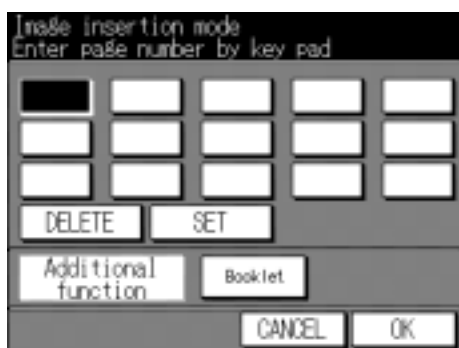 Image insertion mode
Enter page number by key pad
DELETE SET
Additional
function
Booklet
CANCEL OK